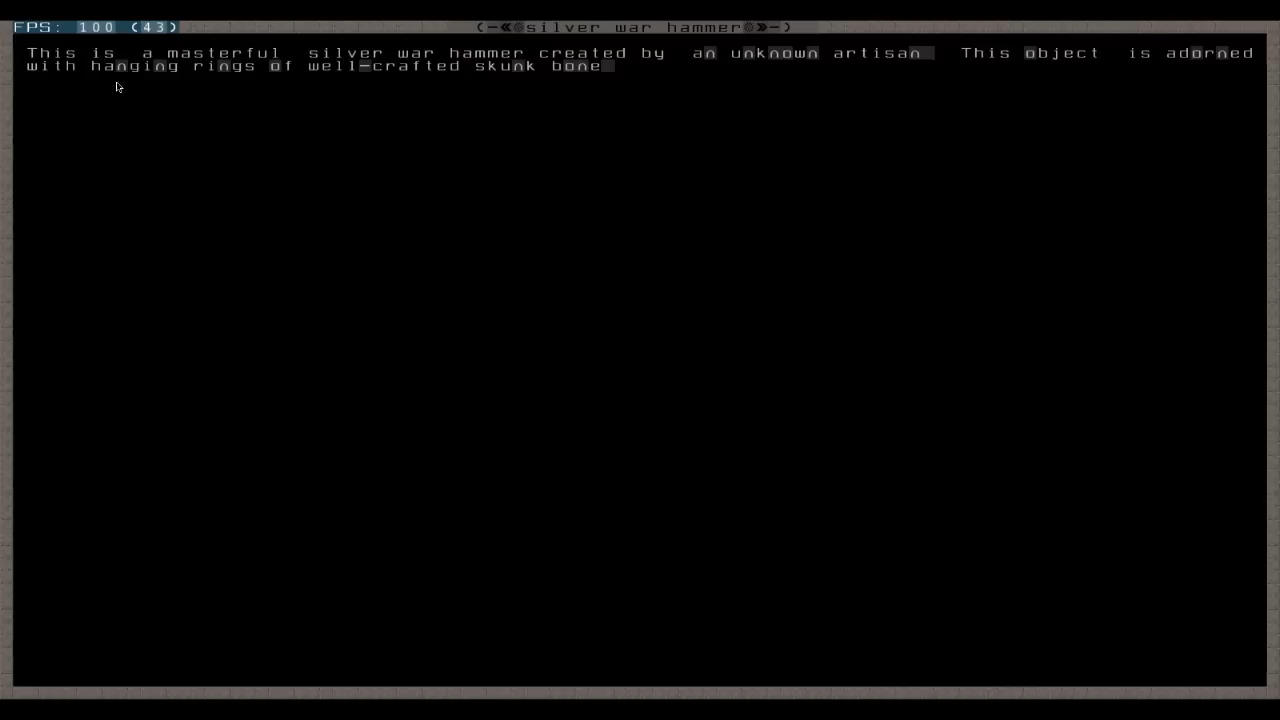 FPS: 100 (43)
(-«☼silver war hammer☼»-)
This is a masterful silver war hammer created by an unknown artisan This object is adorned
with hanging rings of well-crafted skunk bone